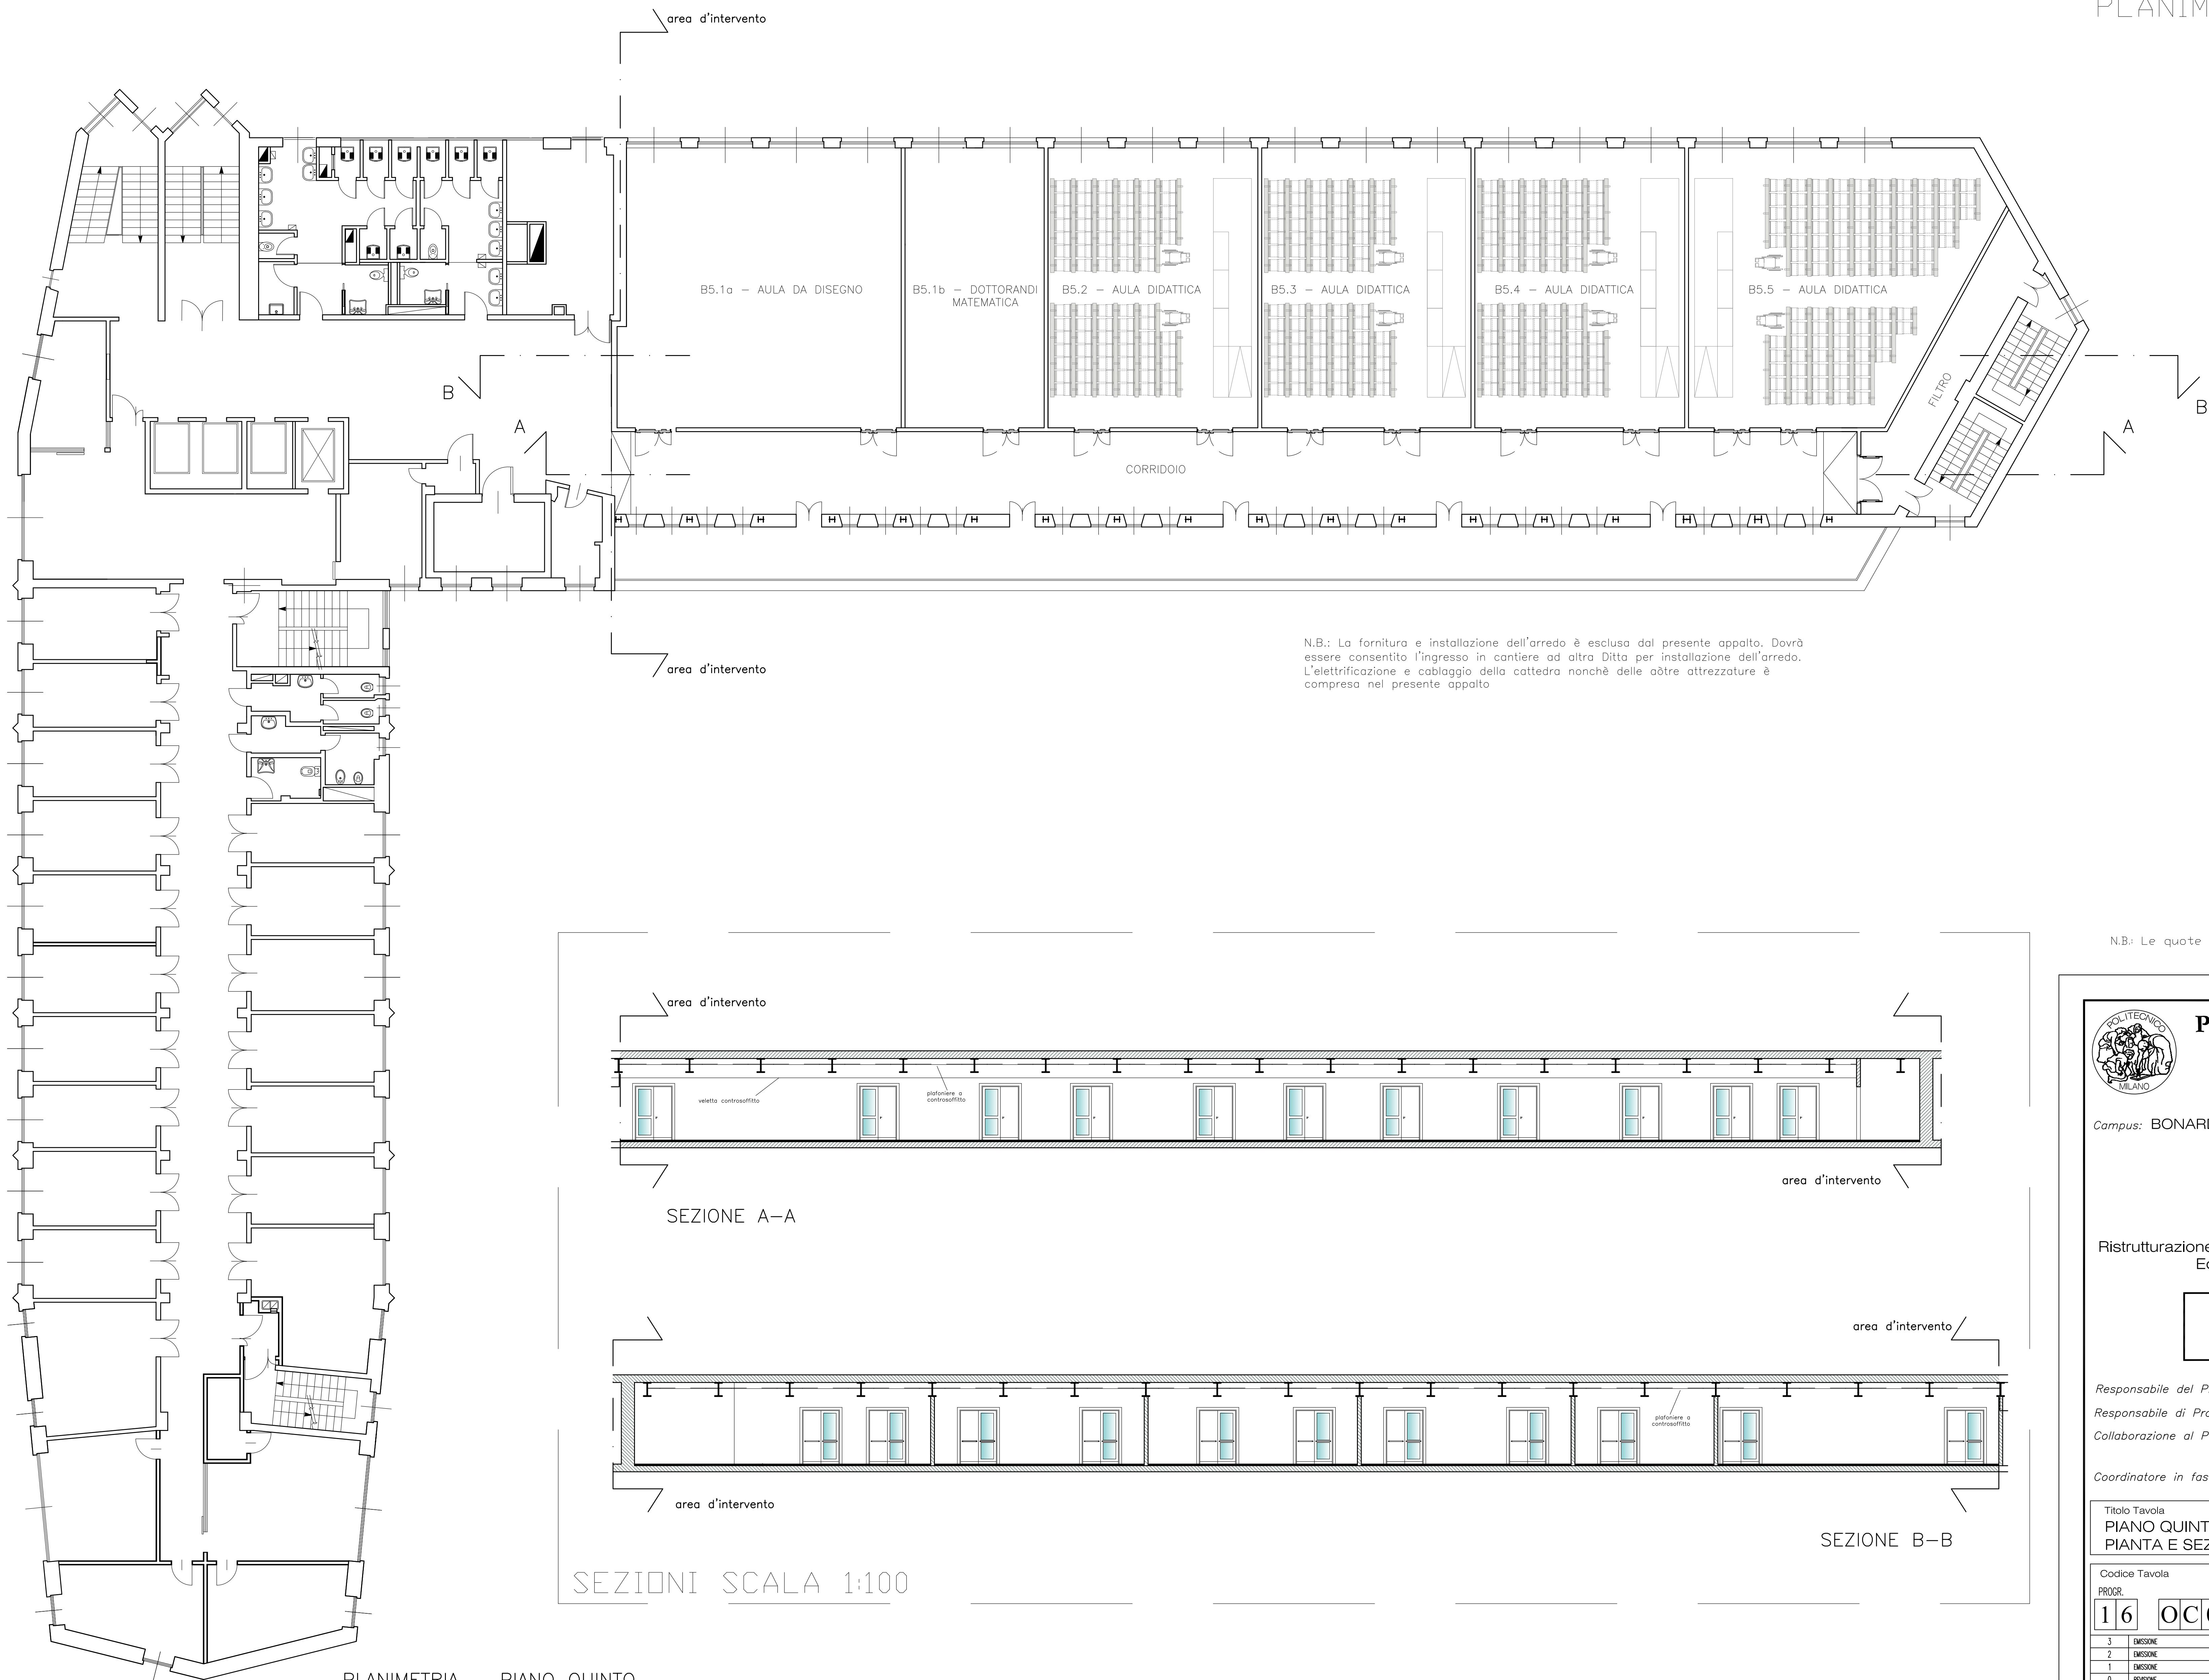 area d'intervento
B5.1a – AULA DA DISEGNO
B5.1b – DOTTORANDI
MATEMATICA
B5.2 – AULA DIDATTICA
B5.3 – AULA DIDATTICA
B5.4 – AULA DIDATTICA
B5.5 – AULA DIDATTICA
FILTRO
B
A
B
A
CORRIDOIO
H H H H H H H H H H H H H H H H H H
area d'intervento
N.B.: La fornitura e installazione dell'arredo è esclusa dal presente appalto. Dovrà
essere consentito l'ingresso in cantiere ad altra Ditta per installazione dell'arredo.
L'elettrificazione e cablaggio della cattedra nonchè delle aòtre attrezzature è
compresa nel presente appalto
N.B.: Le quote
area d'intervento
veletta controsoffitto
plafoniere a
controsoffitto
area d'intervento
SEZIONE A–A
area d'intervento
plafoniere a
controsoffitto
area d'intervento
SEZIONE B–B
SEZIONI SCALA 1:100
PLANIMETRIA PIANO QUINTO
POLITECNICO
MILANO
P
Campus: BONARD
Ristrutturazione
Responsabile del P
Responsabile di Pro
Collaborazione al P
Coordinatore in fas
Titolo Tavola
PIANO QUINT
PIANTA E SEZ
Codice Tavola
PROGR.
16 OC
3 EMISSIONE
2 EMISSIONE
1 EMISSIONE